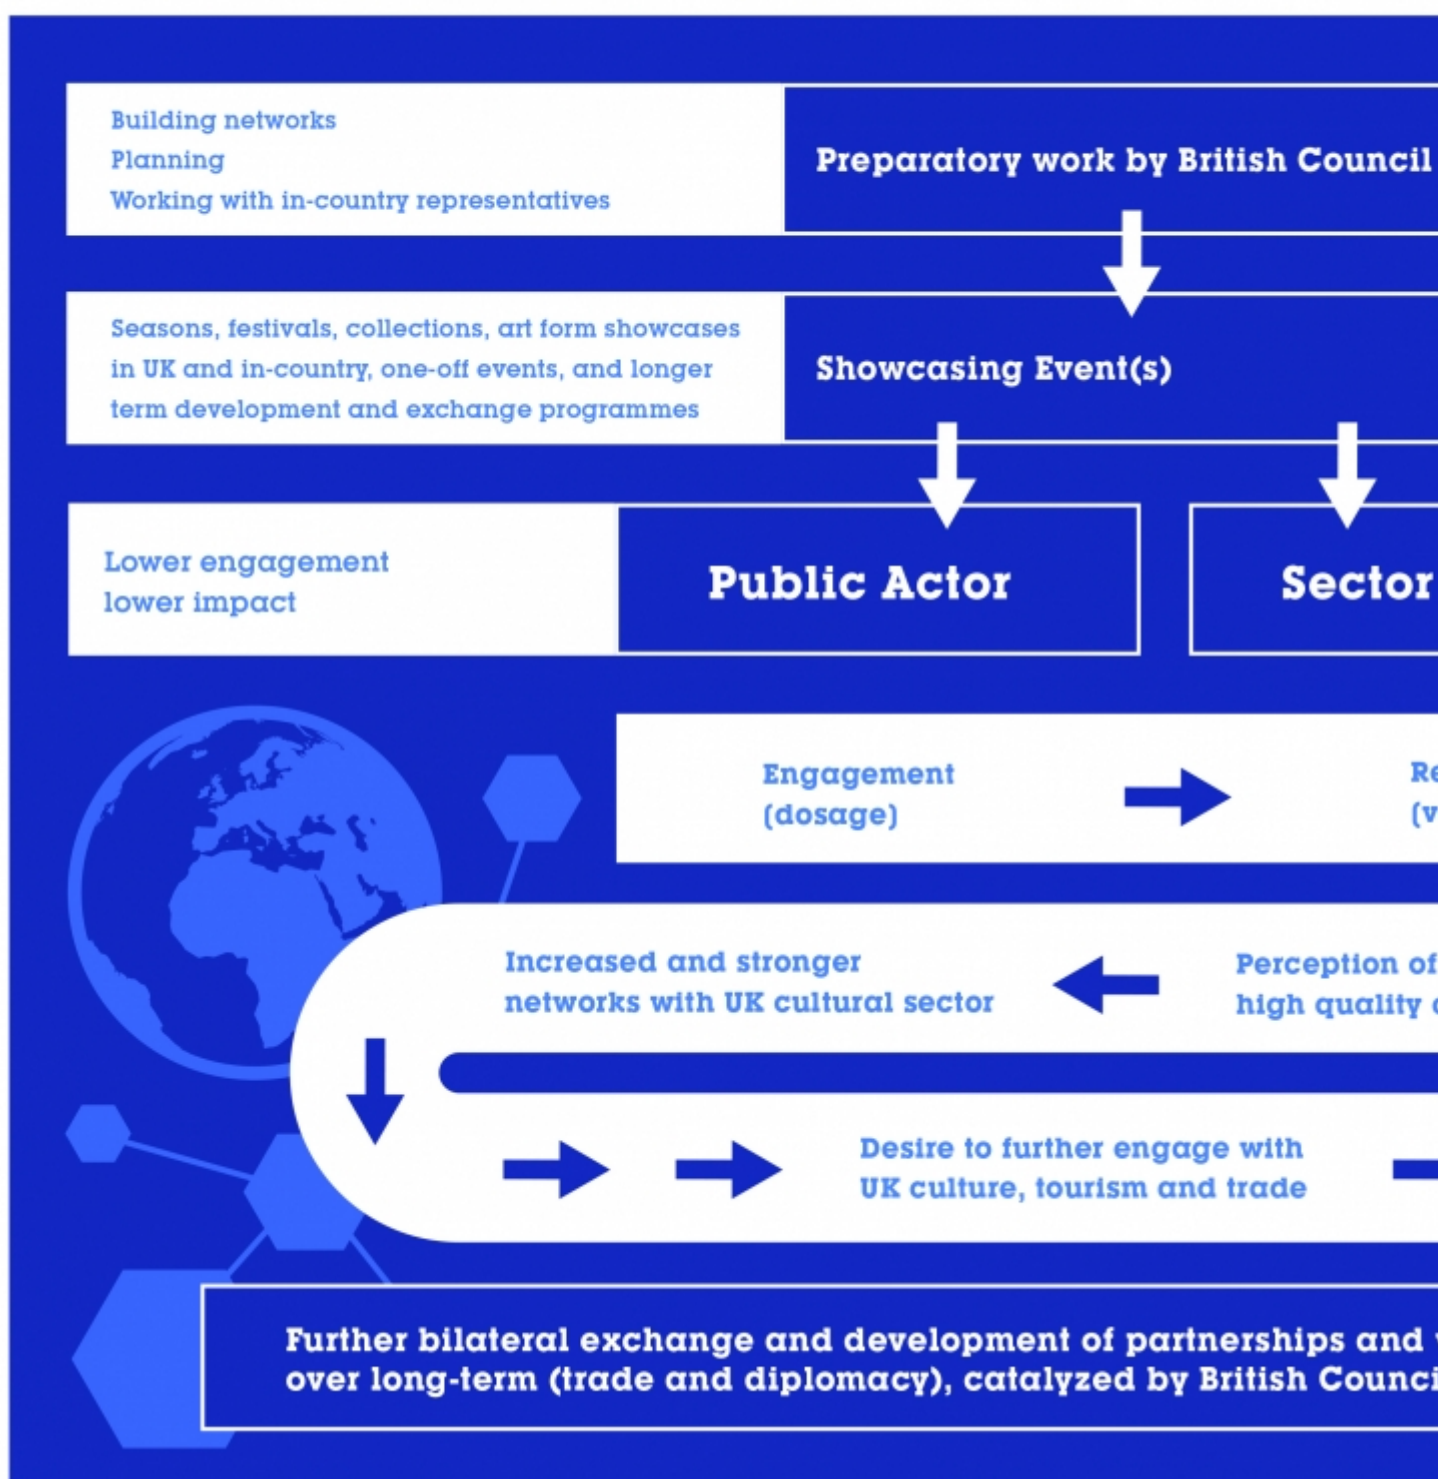 Building networks
Planning
Working with in-country representatives
Preparatory work by British Council
Seasons, festivals, collections, art form showcases
in UK and in-country, one-off events, and longer
term development and exchange programmes
Showcasing Event(s)
Lower engagement
lower impact
Public Actor
Sector
Engagement
(dosage)
Increased and stronger
networks with UK cultural sector
Perception of
high quality
Desire to further engage with
UK culture, tourism and trade
Further bilateral exchange and development of partnerships and
over long-term (trade and diplomacy), catalyzed by British